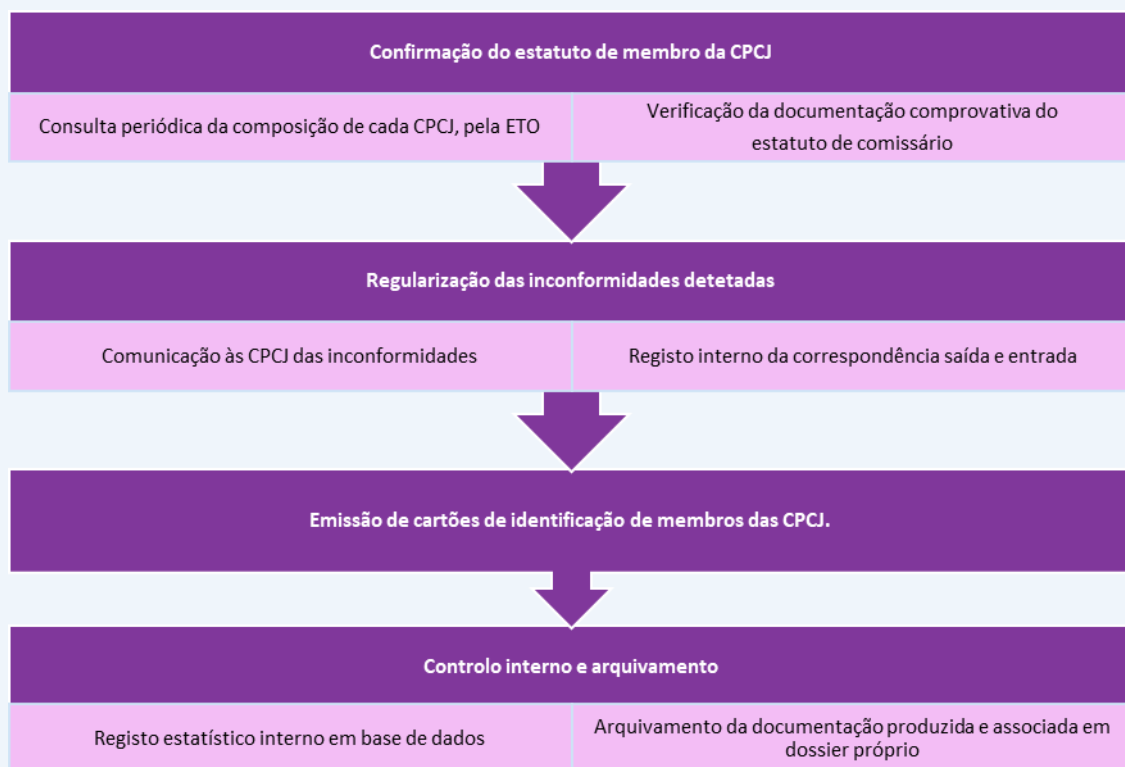 Confirmação do estatuto de membro da CPCJ
Consulta periódica da composição de cada CPCJ, pela ETO
Verificação da documentação comprovativa do
estatuto de comissário
Regularização das inconformidades detetadas
Comunicação às CPCJ das inconformidades
Registo interno da correspondência saída e entrada
Emissão de cartões de identificação de membros das CPCJ.
Controlo interno e arquivamento
Registo estatístico interno em base de dados
Arquivamento da documentação produzida e associada em
dossier próprio